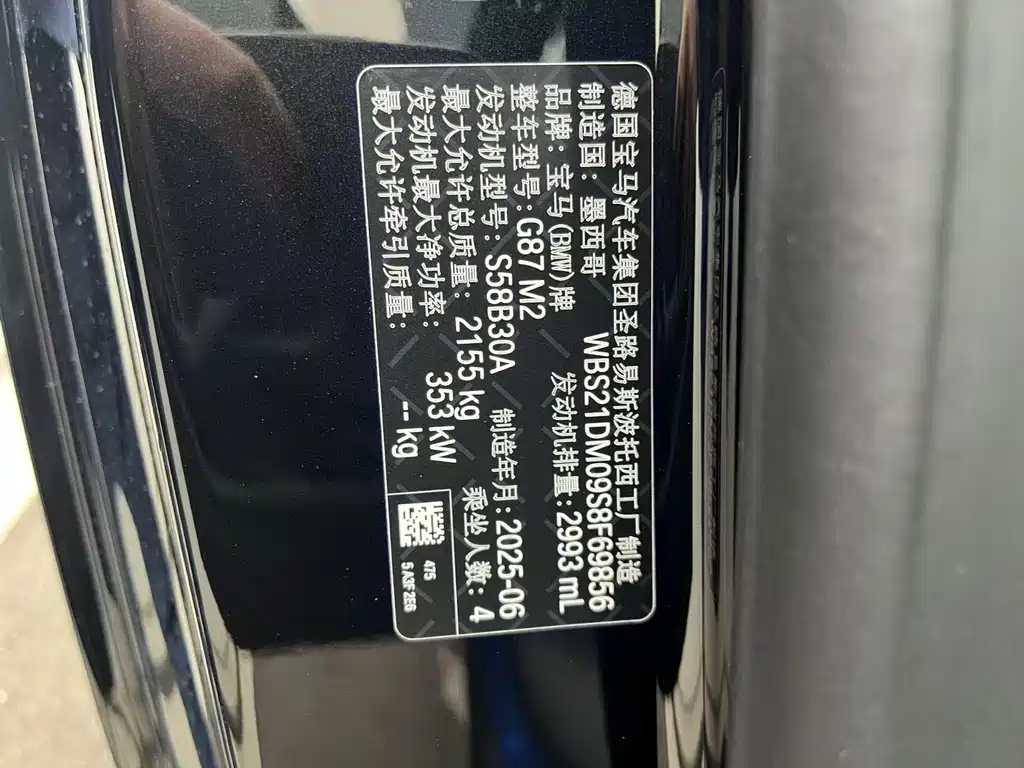 德国宝马汽车集团圣路易斯波托西工厂制造
制造国：墨西哥 WBS21DM09S8F69856
品牌：宝马(BMW)牌 发动机排量：2993 mL
整车型号：G87 M2
发动机型号：S58B30A 制造年月：2025-06
最大允许总质量：2155 kg 乘坐人数：4
发动机最大净功率：353 kW
最大允许牵引质量：-- kg
475
5A3F2E6